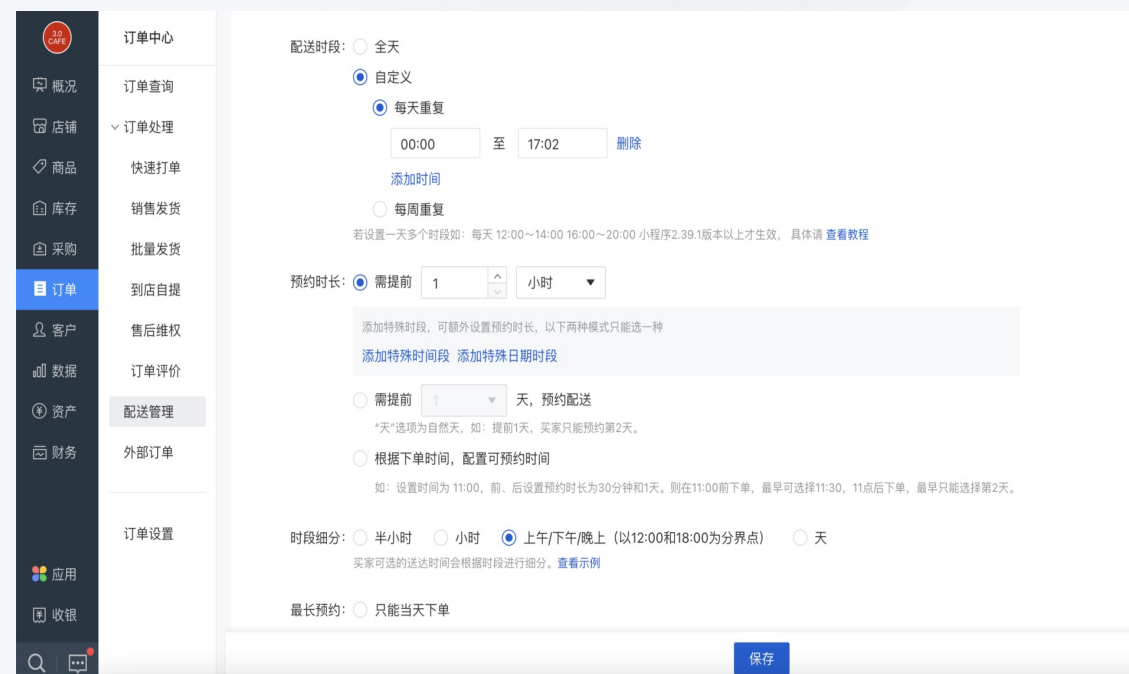 3.0
CAFE
概况
店铺
商品
库存
采购
订单
客户
数据
资产
财务
应用
收银
订单中心
订单查询
订单处理
快速打单
销售发货
批量发货
到店自提
售后维权
订单评价
配送管理
外部订单
订单设置
配送时段： 全天
自定义
每天重复
00:00 至 17:02 删除
添加时间
每周重复
若设置一天多个时段如：每天 12:00～14:00 16:00～20:00 小程序2.39.1版本以上才生效， 具体请 查看教程
预约时长： 需提前 1 小时
添加特殊时段，可额外设置预约时长，以下两种模式只能选一种
添加特殊时间段 添加特殊日期时段
需提前 1 天，预约配送
“天”选项为自然天，如：提前1天，买家只能预约第2天。
根据下单时间，配置可预约时间
如：设置时间为 11:00，前、后设置预约时长为30分钟和1天。则在11:00前下单，最早可选择11:30，11点后下单，最早只能选择第2天。
时段细分： 半小时 小时 上午/下午/晚上（以12:00和18:00为分界点） 天
买家可选的送达时间会根据时段进行细分。查看示例
最长预约： 只能当天下单
保存